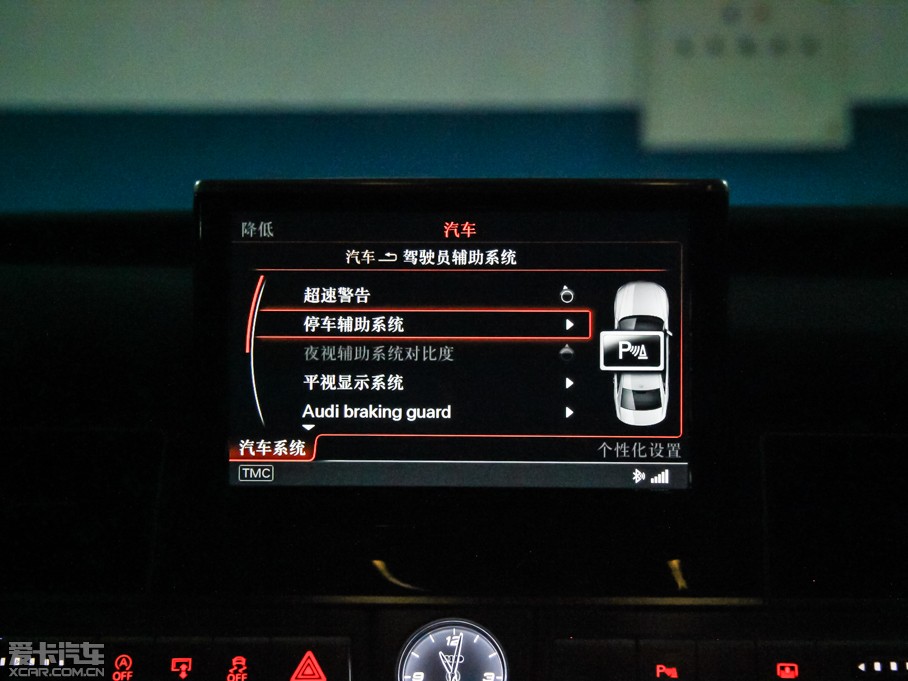 降低
汽车
汽车 驾驶员辅助系统
超速警告
停车辅助系统
夜视辅助系统对比度
平视显示系统
Audi braking guard
P
汽车系统
个性化设置
TMC
爱卡汽车
XCAR.COM.CN
A
OFF
OFF
12
9
3
P